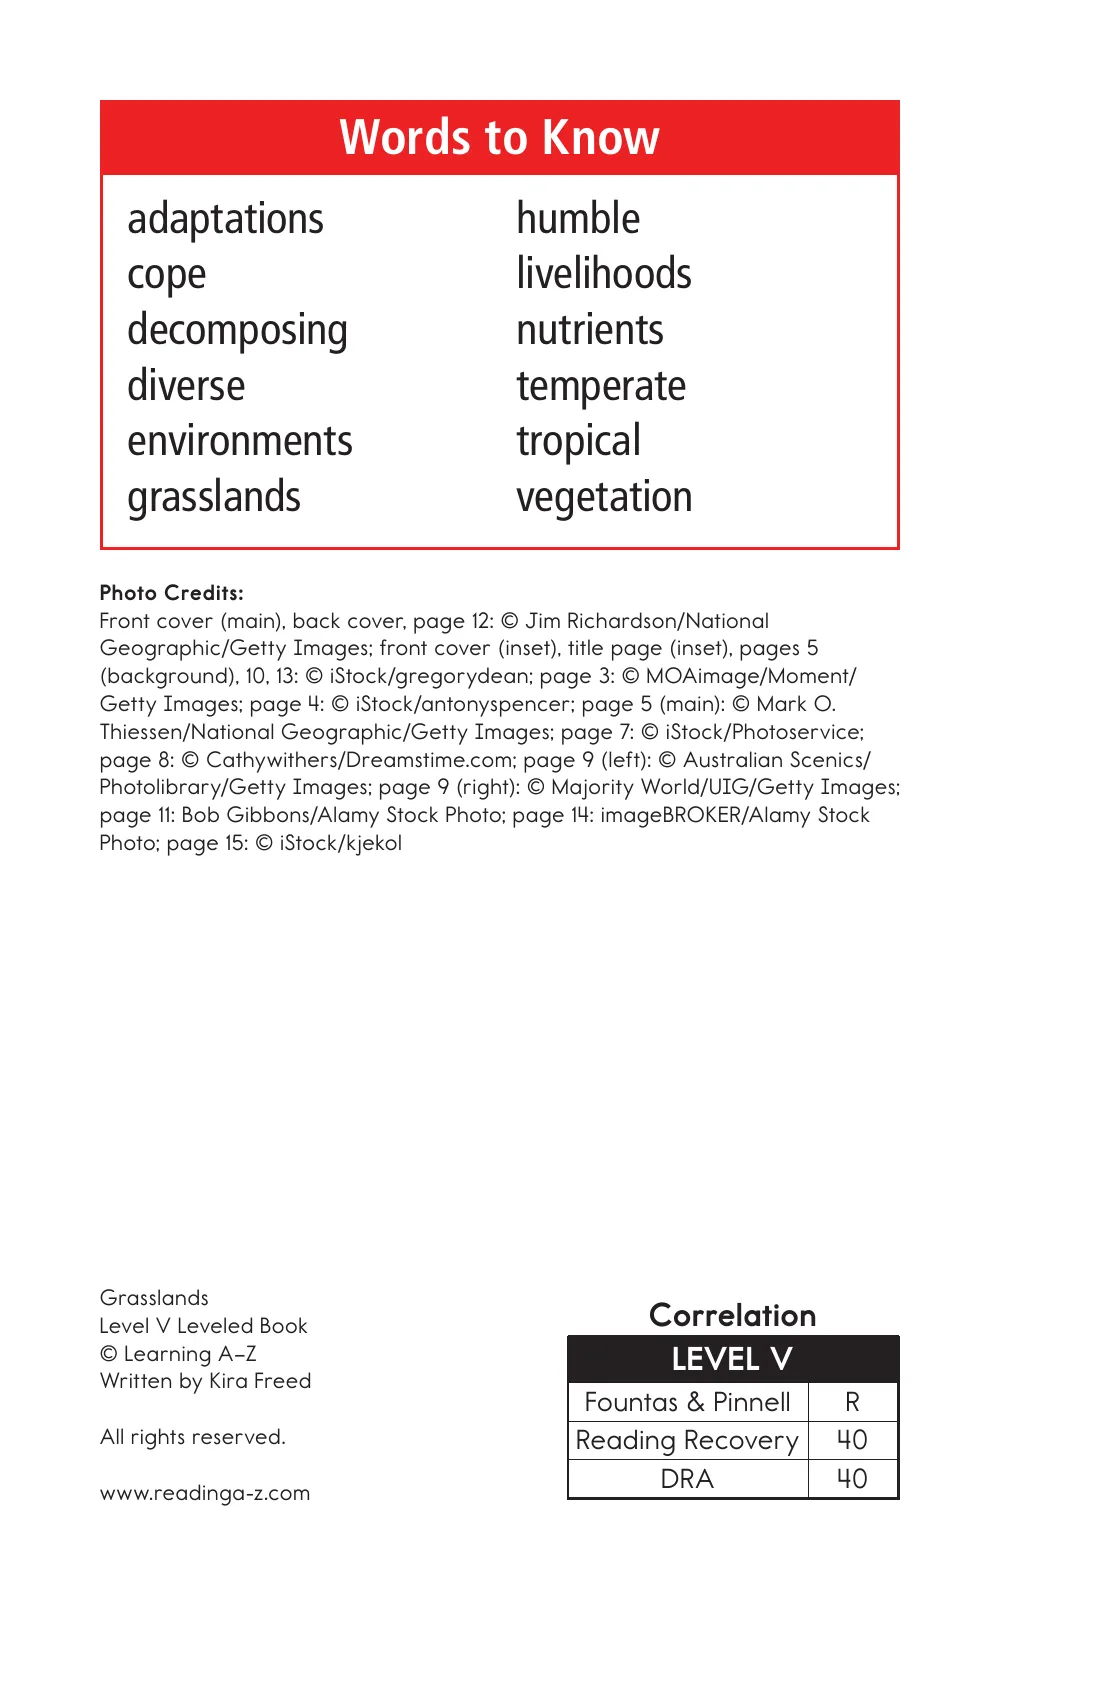 Words to Know
adaptations
cope
decomposing
diverse
environments
grasslands
humble
livelihoods
nutrients
temperate
tropical
vegetation
Photo Credits:
Front cover (main), back cover, page 12: © Jim Richardson/National
Geographic/Getty Images; front cover (inset), title page (inset), pages 5
(background), 10, 13: © iStock/gregorydean; page 3: © MOAimage/Moment/
Getty Images; page 4: © iStock/antonyspencer; page 5 (main): © Mark O.
Thiessen/National Geographic/Getty Images; page 7: © iStock/Photoservice;
page 8: © Cathywithers/Dreamstime.com; page 9 (left): © Australian Scenics/
Photolibrary/Getty Images; page 9 (right): © Majority World/UIG/Getty Images;
page 11: Bob Gibbons/Alamy Stock Photo; page 14: imageBROKER/Alamy Stock
Photo; page 15: © iStock/kjekol
Grasslands
Level V Leveled Book
© Learning A–Z
Written by Kira Freed
All rights reserved.
www.readinga-z.com
Correlation
LEVEL V
Fountas & Pinnell R
Reading Recovery 40
DRA 40